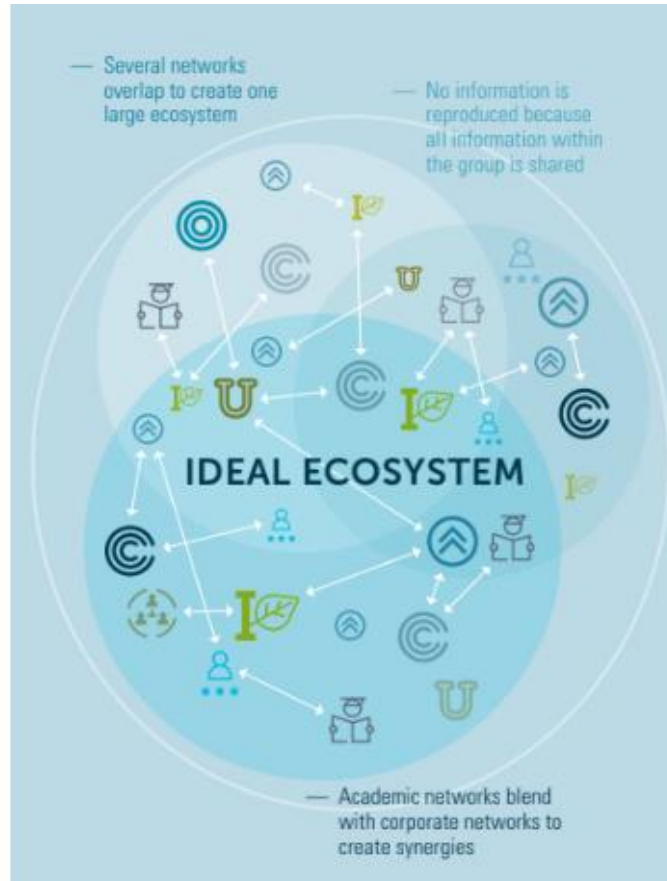 — Several networks
overlap to create one
large ecosystem
— No information is
reproduced because
all information within
the group is shared
U
U
IDEAL ECOSYSTEM
U
— Academic networks blend
with corporate networks to
create synergies